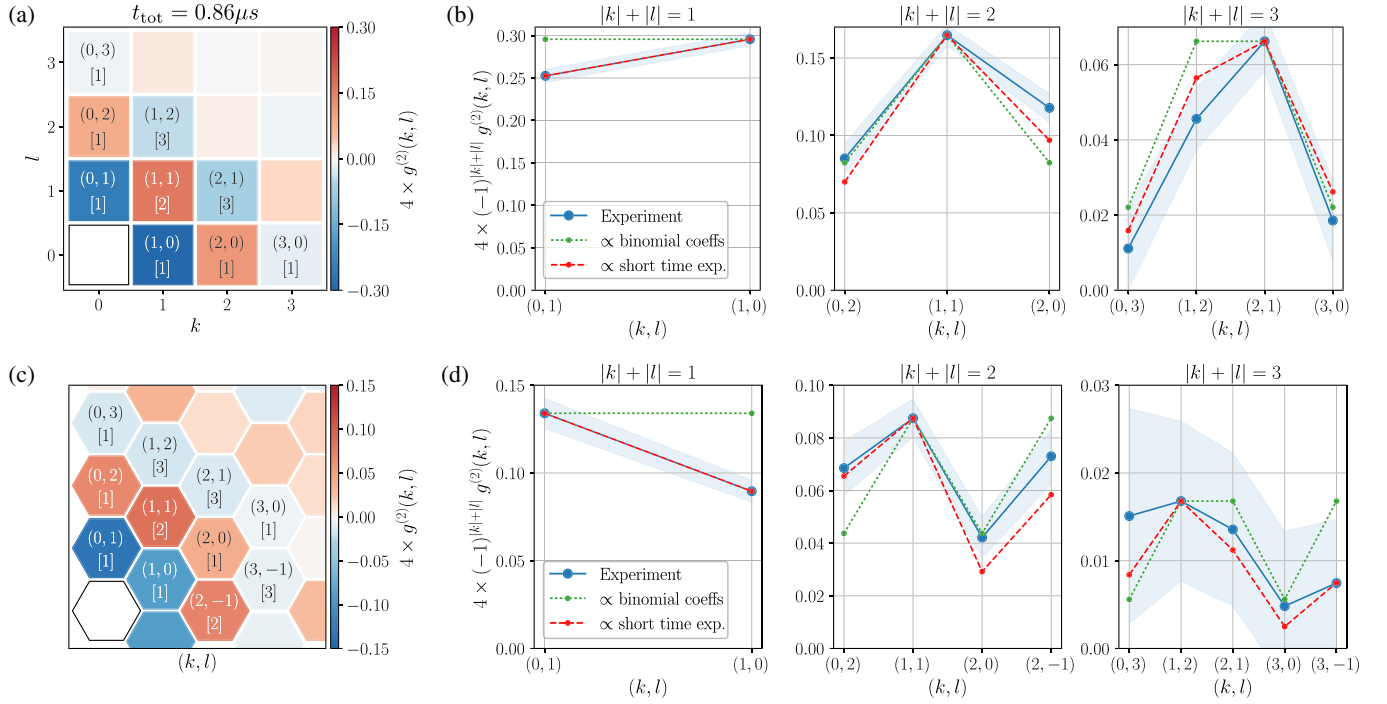 (a)
t_tot = 0.86μs
(0, 3)
[1]
(0, 2)
[1]
(1, 2)
[3]
(0, 1)
[1]
(1, 1)
[2]
(2, 1)
[3]
(1, 0)
[1]
(2, 0)
[1]
(3, 0)
[1]
3
2
1
0
l
0 1 2 3
k
0.30
0.15
0.00
−0.15
−0.30
4 × g^(2)(k, l)
(b)
|k| + |l| = 1
0.30
0.25
0.20
0.15
0.10
0.05
0.00
4 × (−1)^|k|+|l| g^(2)(k, l)
Experiment
∝ binomial coeffs
∝ short time exp.
(0, 1) (1, 0)
(k, l)
|k| + |l| = 2
0.15
0.10
0.05
0.00
(0, 2) (1, 1) (2, 0)
(k, l)
|k| + |l| = 3
0.06
0.04
0.02
0.00
(0, 3) (1, 2) (2, 1) (3, 0)
(k, l)
(c)
(0, 3)
[1]
(1, 2)
[3]
(0, 2)
[1]
(2, 1)
[3]
(1, 1)
[2]
(3, 0)
[1]
(0, 1)
[1]
(2, 0)
[1]
(1, 0)
[1]
(3, −1)
[3]
(2, −1)
[2]
(k, l)
0.15
0.10
0.05
0.00
−0.05
−0.10
−0.15
4 × g^(2)(k, l)
(d)
|k| + |l| = 1
0.15
0.10
0.05
0.00
4 × (−1)^|k|+|l| g^(2)(k, l)
Experiment
∝ binomial coeffs
∝ short time exp.
(0, 1) (1, 0)
(k, l)
|k| + |l| = 2
0.10
0.08
0.06
0.04
0.02
0.00
(0, 2) (1, 1) (2, 0) (2, −1)
(k, l)
|k| + |l| = 3
0.03
0.02
0.01
0.00
(0, 3) (1, 2) (2, 1) (3, 0) (3, −1)
(k, l)